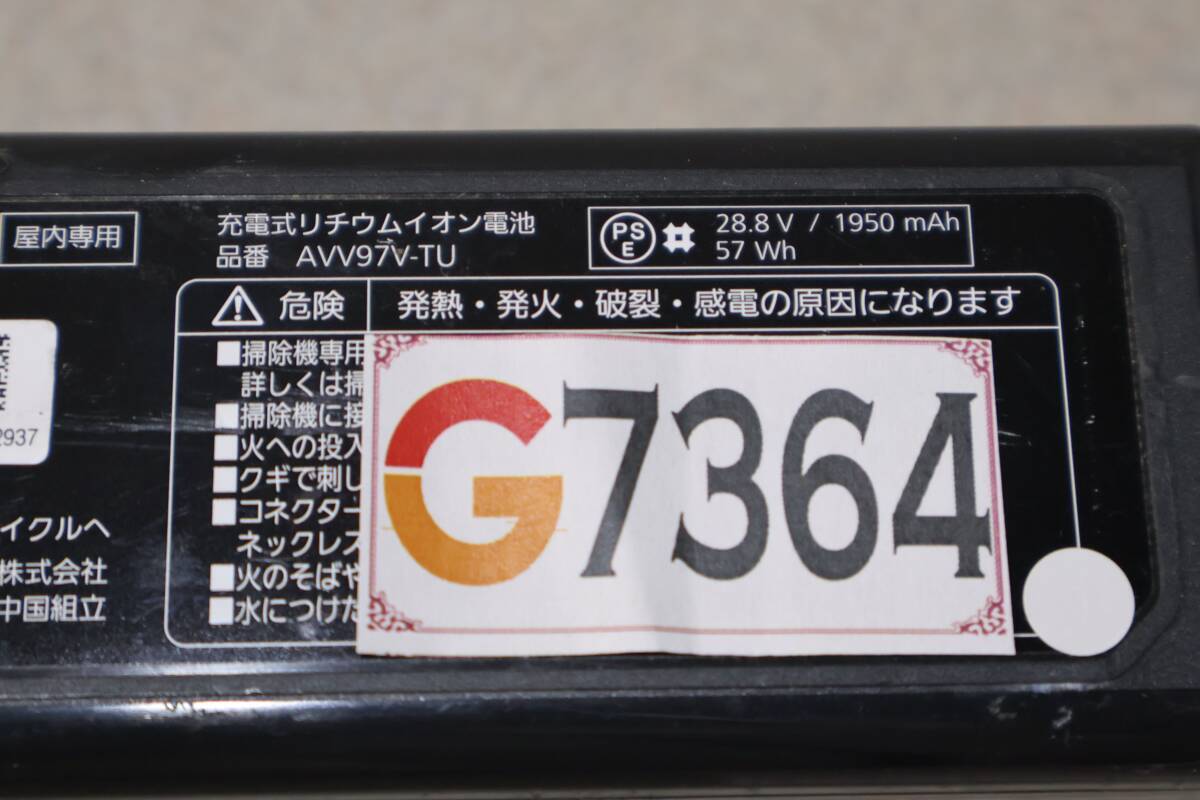 屋内専用
充電式リチウムイオン電池
品番 AVV97V-TU
PS
E
28.8 V / 1950 mAh
57 Wh
危険
発熱・発火・破裂・感電の原因になります
■掃除機専用
詳しくは掃
■掃除機に接
■火への投入
■クギで刺し
■コネクター
ネックレス
■火のそばや
■水につけた
G7364
2937
イクルへ
株式会社
中国組立